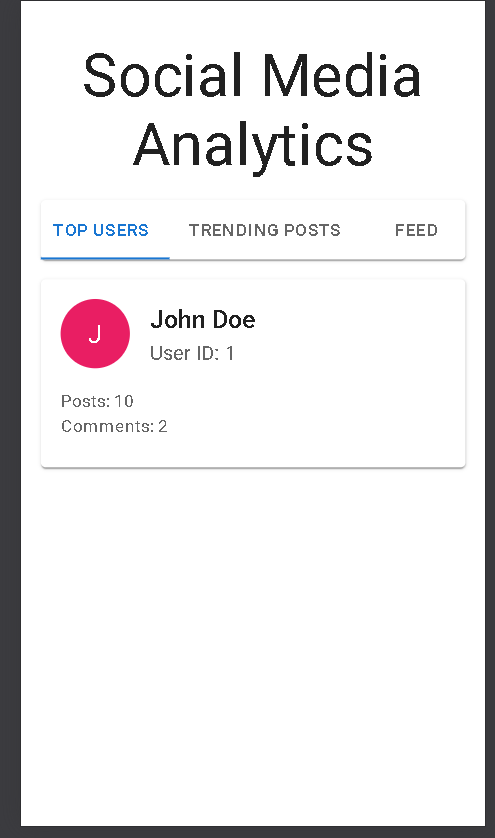 Social Media
Analytics
TOP USERS TRENDING POSTS FEED
J
John Doe
User ID: 1
Posts: 10
Comments: 2